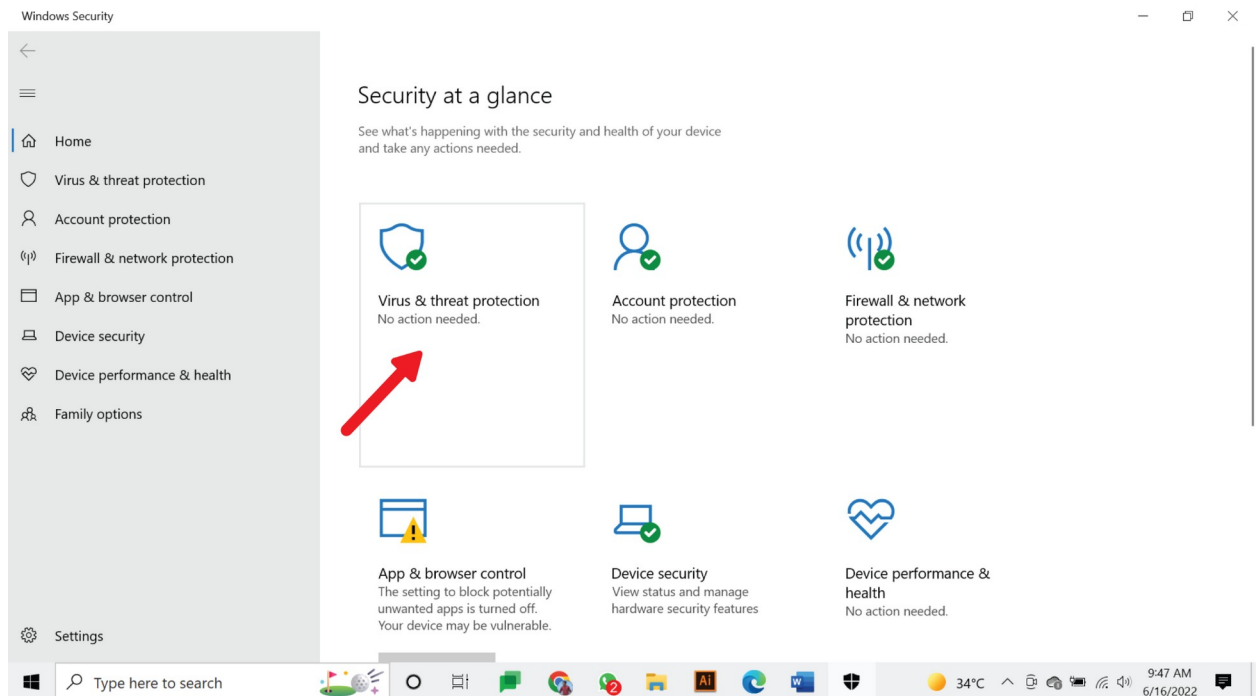 Windows Security
Home
Virus & threat protection
Account protection
Firewall & network protection
App & browser control
Device security
Device performance & health
Family options
Settings
Security at a glance
See what's happening with the security and health of your device
and take any actions needed.
Virus & threat protection
No action needed.
Account protection
No action needed.
Firewall & network
protection
No action needed.
App & browser control
The setting to block potentially
unwanted apps is turned off.
Your device may be vulnerable.
Device security
View status and manage
hardware security features
Device performance &
health
No action needed.
Type here to search
2
Ai
W
34°C
9:47 AM
6/16/2022